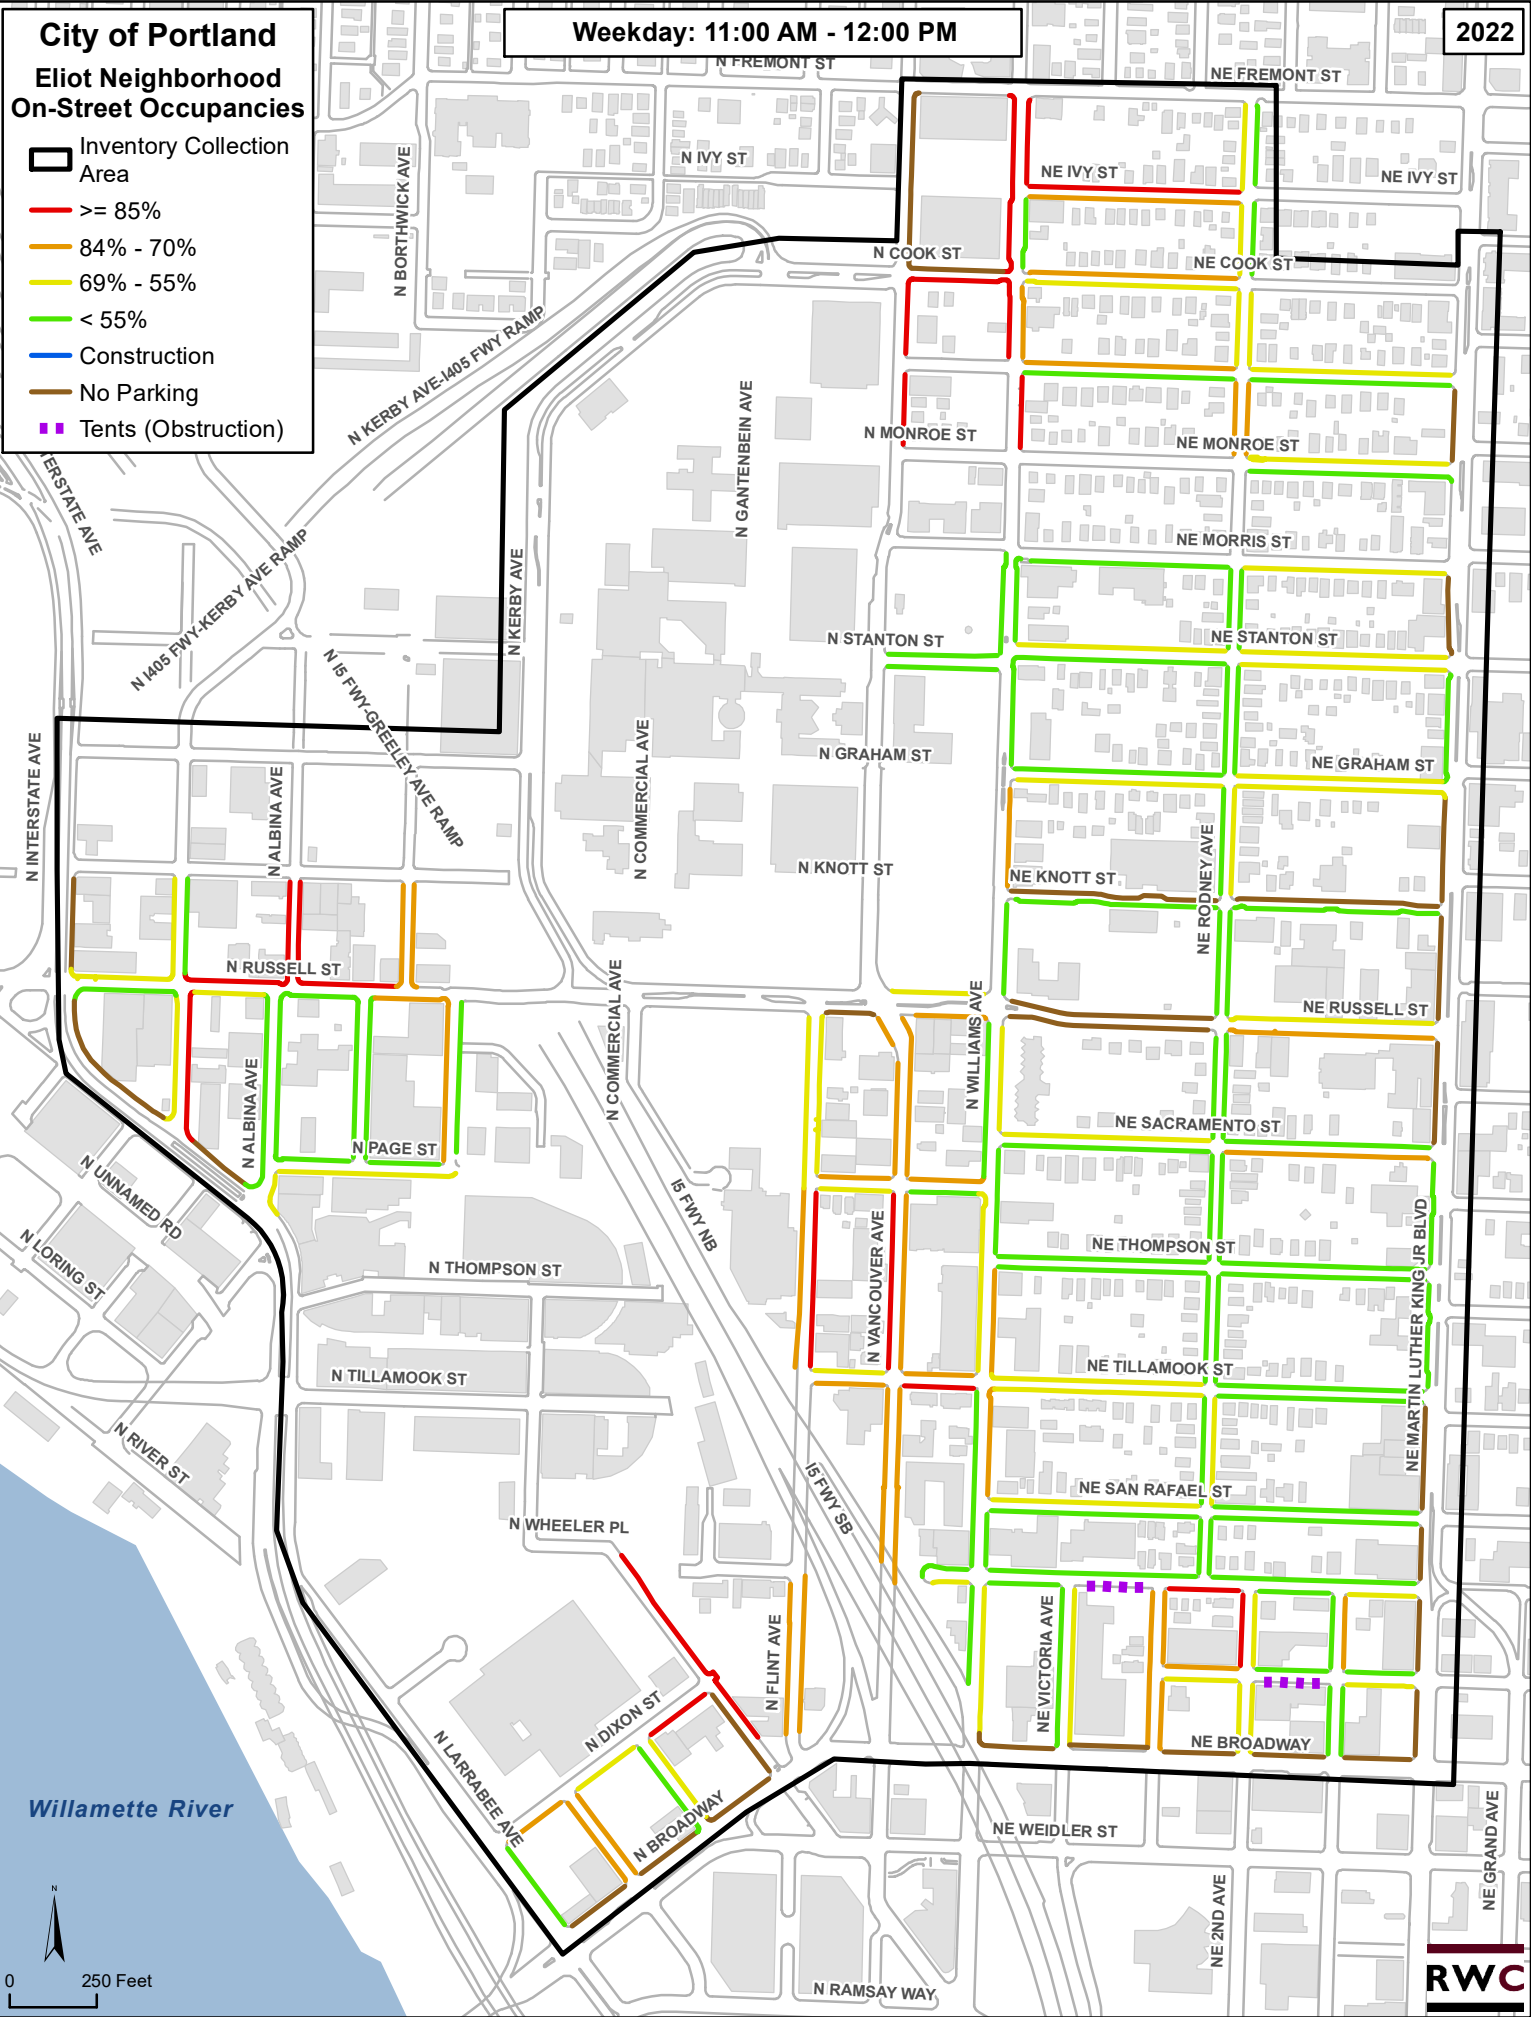 City of Portland
Eliot Neighborhood
On-Street Occupancies
Inventory Collection
Area
>= 85%
84% - 70%
69% - 55%
< 55%
Construction
No Parking
Tents (Obstruction)
Weekday: 11:00 AM - 12:00 PM
2022
N FREMONT ST
NE FREMONT ST
N IVY ST
NE IVY ST
NE IVY ST
N BORTHWICK AVE
N COOK ST
NE COOK ST
N KERBY AVE-I405 FWY RAMP
N GANTENBEIN AVE
N MONROE ST
NE MONROE ST
TERSTATE AVE
NE MORRIS ST
N I405 FWY-KERBY AVE RAMP
N KERBY AVE
N STANTON ST
NE STANTON ST
N I5 FWY-GREELEY AVE RAMP
N INTERSTATE AVE
N ALBINA AVE
N COMMERCIAL AVE
N GRAHAM ST
NE GRAHAM ST
N KNOTT ST
NE KNOTT ST
NE RODNEY AVE
N RUSSELL ST
N COMMERCIAL AVE
N WILLIAMS AVE
NE RUSSELL ST
N ALBINA AVE
N PAGE ST
NE SACRAMENTO ST
N UNNAMED RD
N LORING ST
I5 FWY NB
N VANCOUVER AVE
NE THOMPSON ST
NE MARTIN LUTHER KING JR BLVD
N THOMPSON ST
N TILLAMOOK ST
NE TILLAMOOK ST
N RIVER ST
I5 FWY SB
NE SAN RAFAEL ST
N WHEELER PL
N FLINT AVE
NE VICTORIA AVE
N DIXON ST
N LARRABEE AVE
NE BROADWAY
N BROADWAY
Willamette River
NE WEIDLER ST
NE GRAND AVE
NE 2ND AVE
N RAMSAY WAY
N
0 250 Feet
RWC